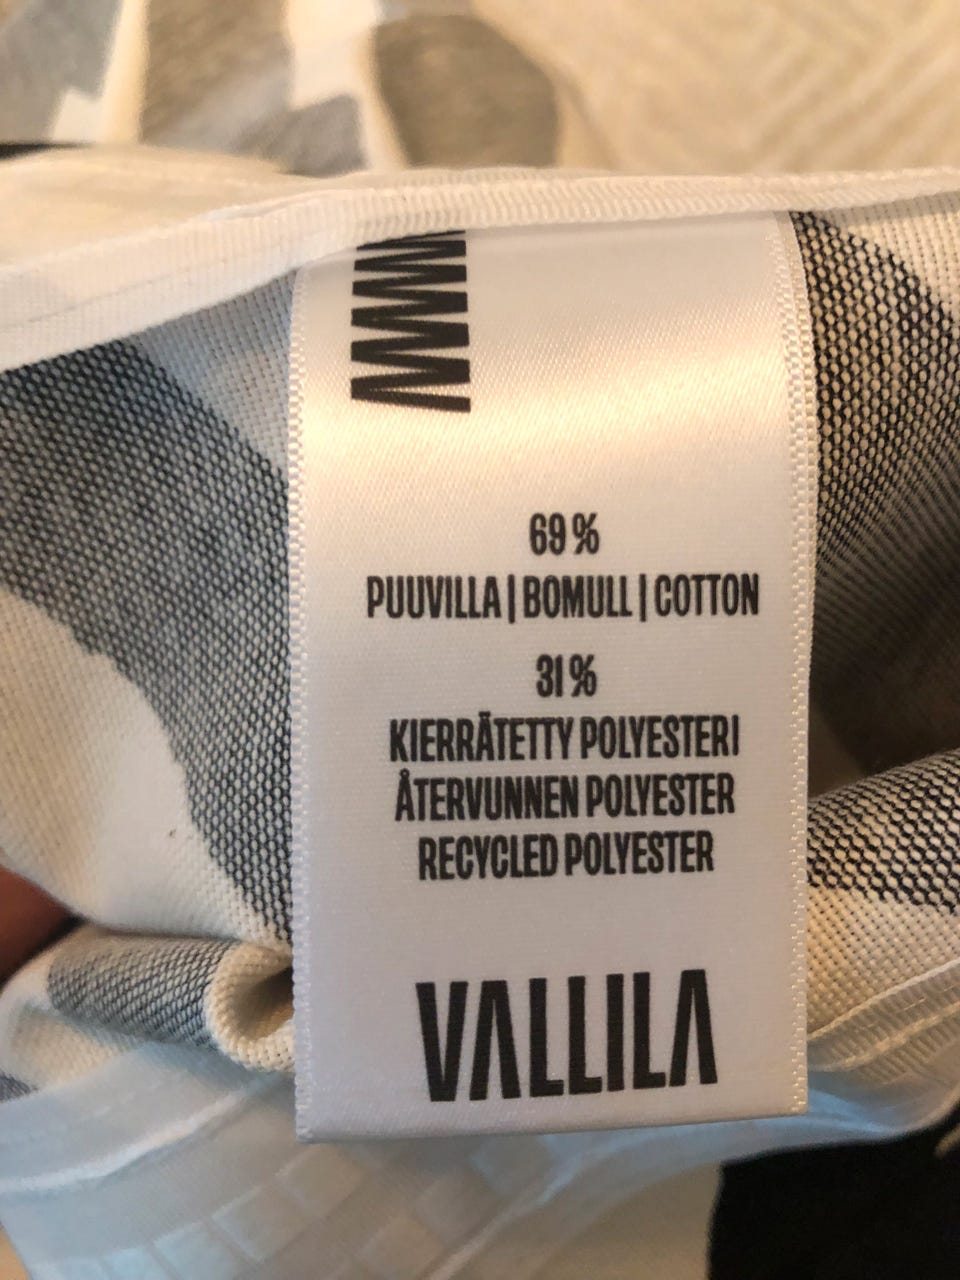 69 %
PUUVILLA | BOMULL | COTTON
31 %
KIERRÄTETTY POLYESTERI
ÅTERVUNNEN POLYESTER
RECYCLED POLYESTER
VALLILA